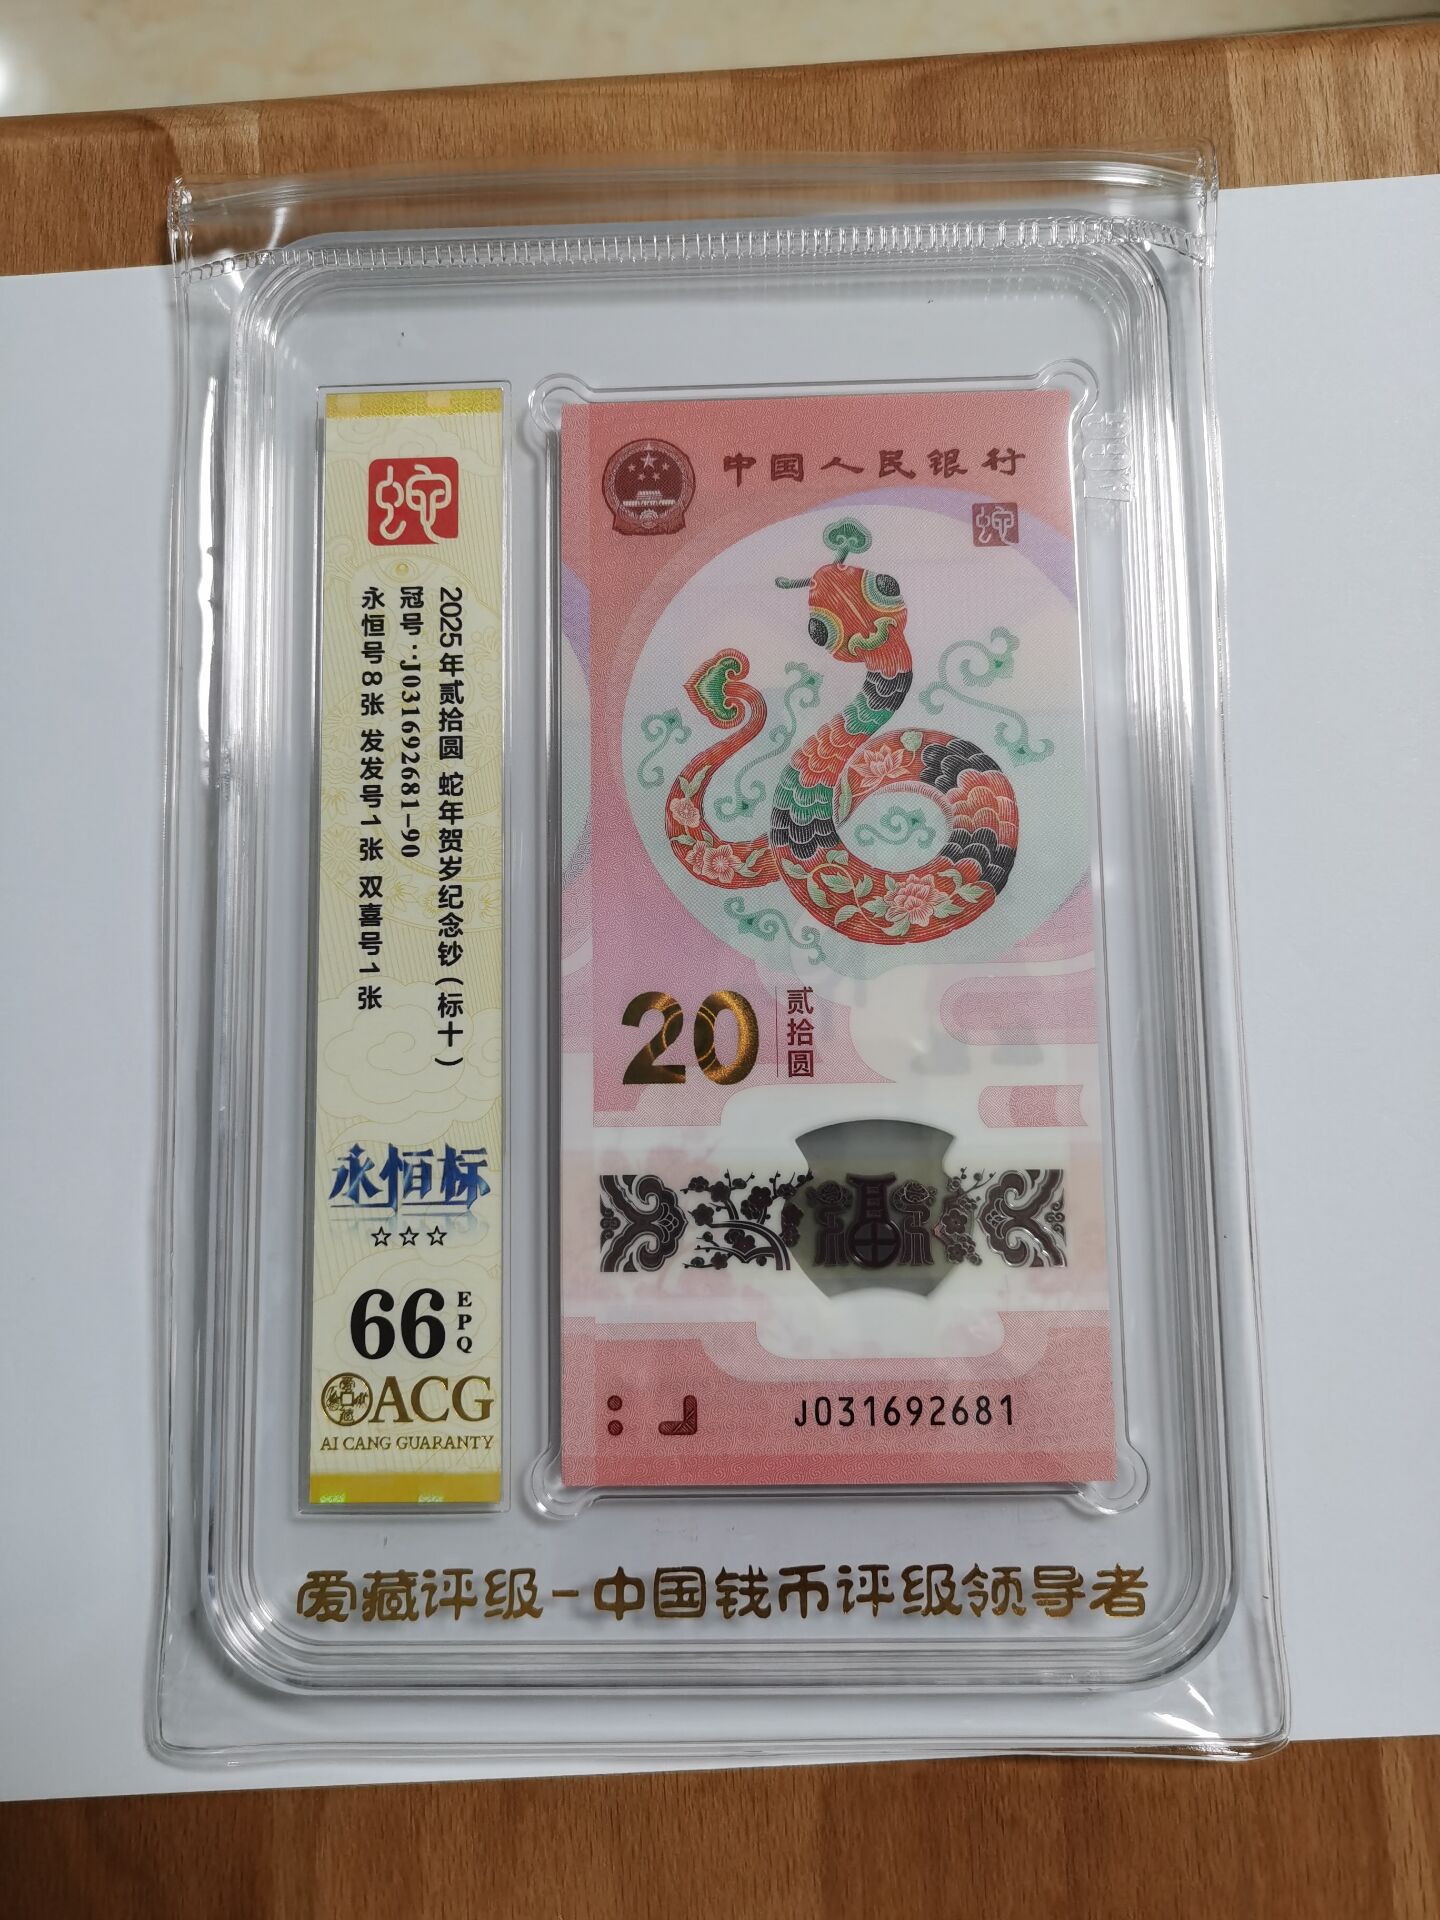 蛇
2025年贰拾圆 蛇年贺岁纪念钞(标十)
冠号:J031692681-90
永恒号8张 发发号1张 双喜号1张
永恒标
☆☆☆
66 EPQ
爱藏
ACG
AI CANG GUARANTY
中国人民银行
蛇
20 贰拾圆
J031692681
爱藏评级-中国钱币评级领导者